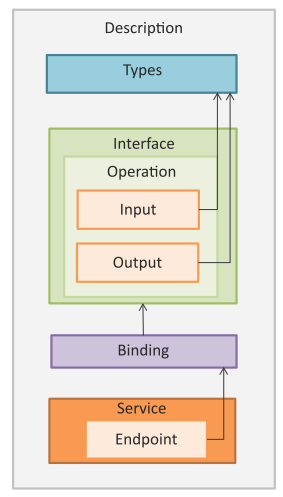 Description
Types
Interface
Operation
Input
Output
Binding
Service
Endpoint